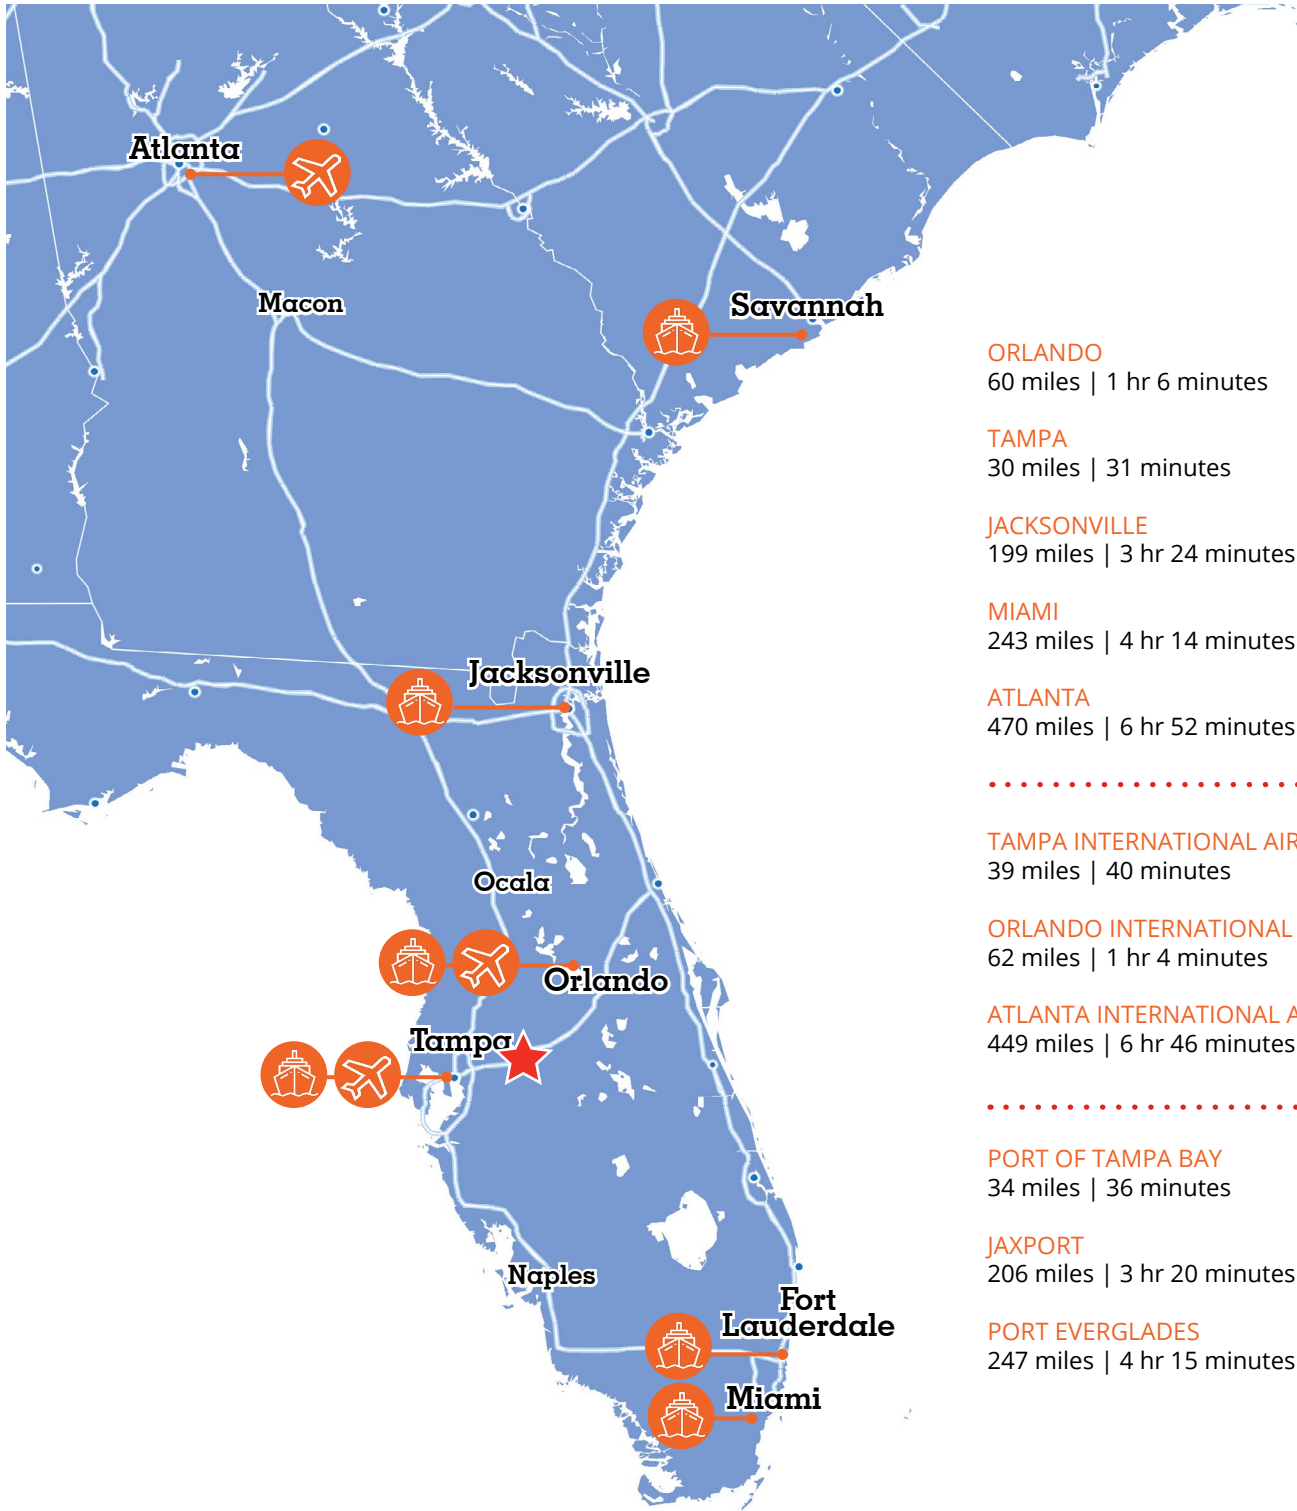 Atlanta
Macon
Savannah
Jacksonville
Ocala
Orlando
Tampa
Naples
Fort
Lauderdale
Miami
ORLANDO
60 miles | 1 hr 6 minutes
TAMPA
30 miles | 31 minutes
JACKSONVILLE
199 miles | 3 hr 24 minutes
MIAMI
243 miles | 4 hr 14 minutes
ATLANTA
470 miles | 6 hr 52 minutes
TAMPA INTERNATIONAL AIR
39 miles | 40 minutes
ORLANDO INTERNATIONAL
62 miles | 1 hr 4 minutes
ATLANTA INTERNATIONAL A
449 miles | 6 hr 46 minutes
PORT OF TAMPA BAY
34 miles | 36 minutes
JAXPORT
206 miles | 3 hr 20 minutes
PORT EVERGLADES
247 miles | 4 hr 15 minutes